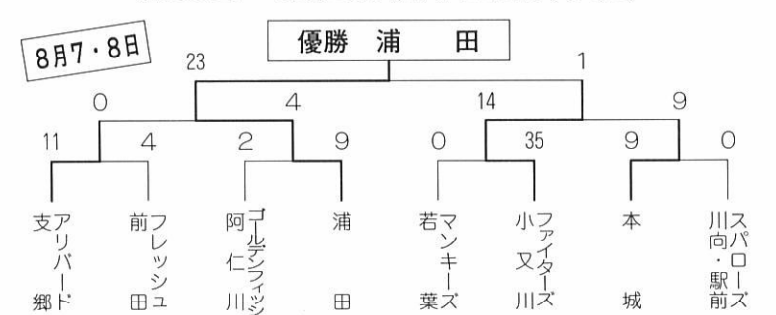 8月7・8日
優勝 浦 田
23 1
0 4 14 9
11 4 2 9 0 35 9 0
支郷 アリバード
前田 フレッシュ
阿仁川 ゴールデンフィッシュ
浦田
若葉 マンキーズ
小又川 ファイターズ
本城
川向・駅前 スパローズ